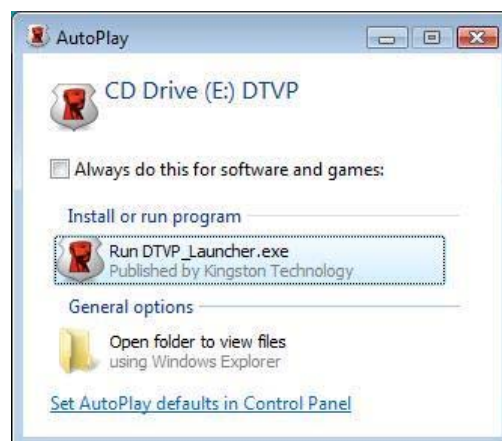 AutoPlay
CD Drive (E:) DTVP
Always do this for software and games:
Install or run program
Run DTVP_Launcher.exe
Published by Kingston Technology
General options
Open folder to view files
using Windows Explorer
Set AutoPlay defaults in Control Panel